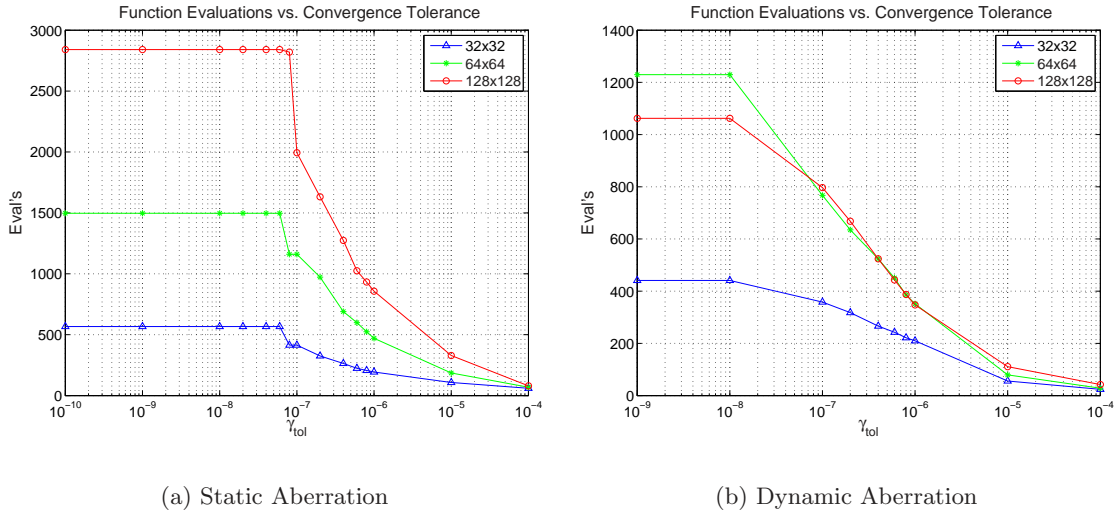 Function Evaluations vs. Convergence Tolerance
3000
2500
2000
1500
1000
500
0
Eval's
32x32
64x64
128x128
10^−10
10^−9
10^−8
10^−7
10^−6
10^−5
10^−4
γ_tol
(a) Static Aberration
Function Evaluations vs. Convergence Tolerance
1400
1200
1000
800
600
400
200
0
Eval's
32x32
64x64
128x128
10^−9
10^−8
10^−7
10^−6
10^−5
10^−4
γ_tol
(b) Dynamic Aberration